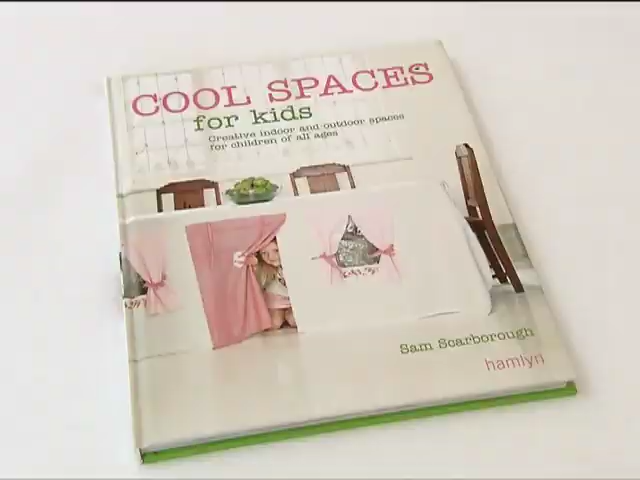 COOL SPACES
for kids
Creative indoor and outdoor spaces
for children of all ages
Sam Scarborough
hamlyn